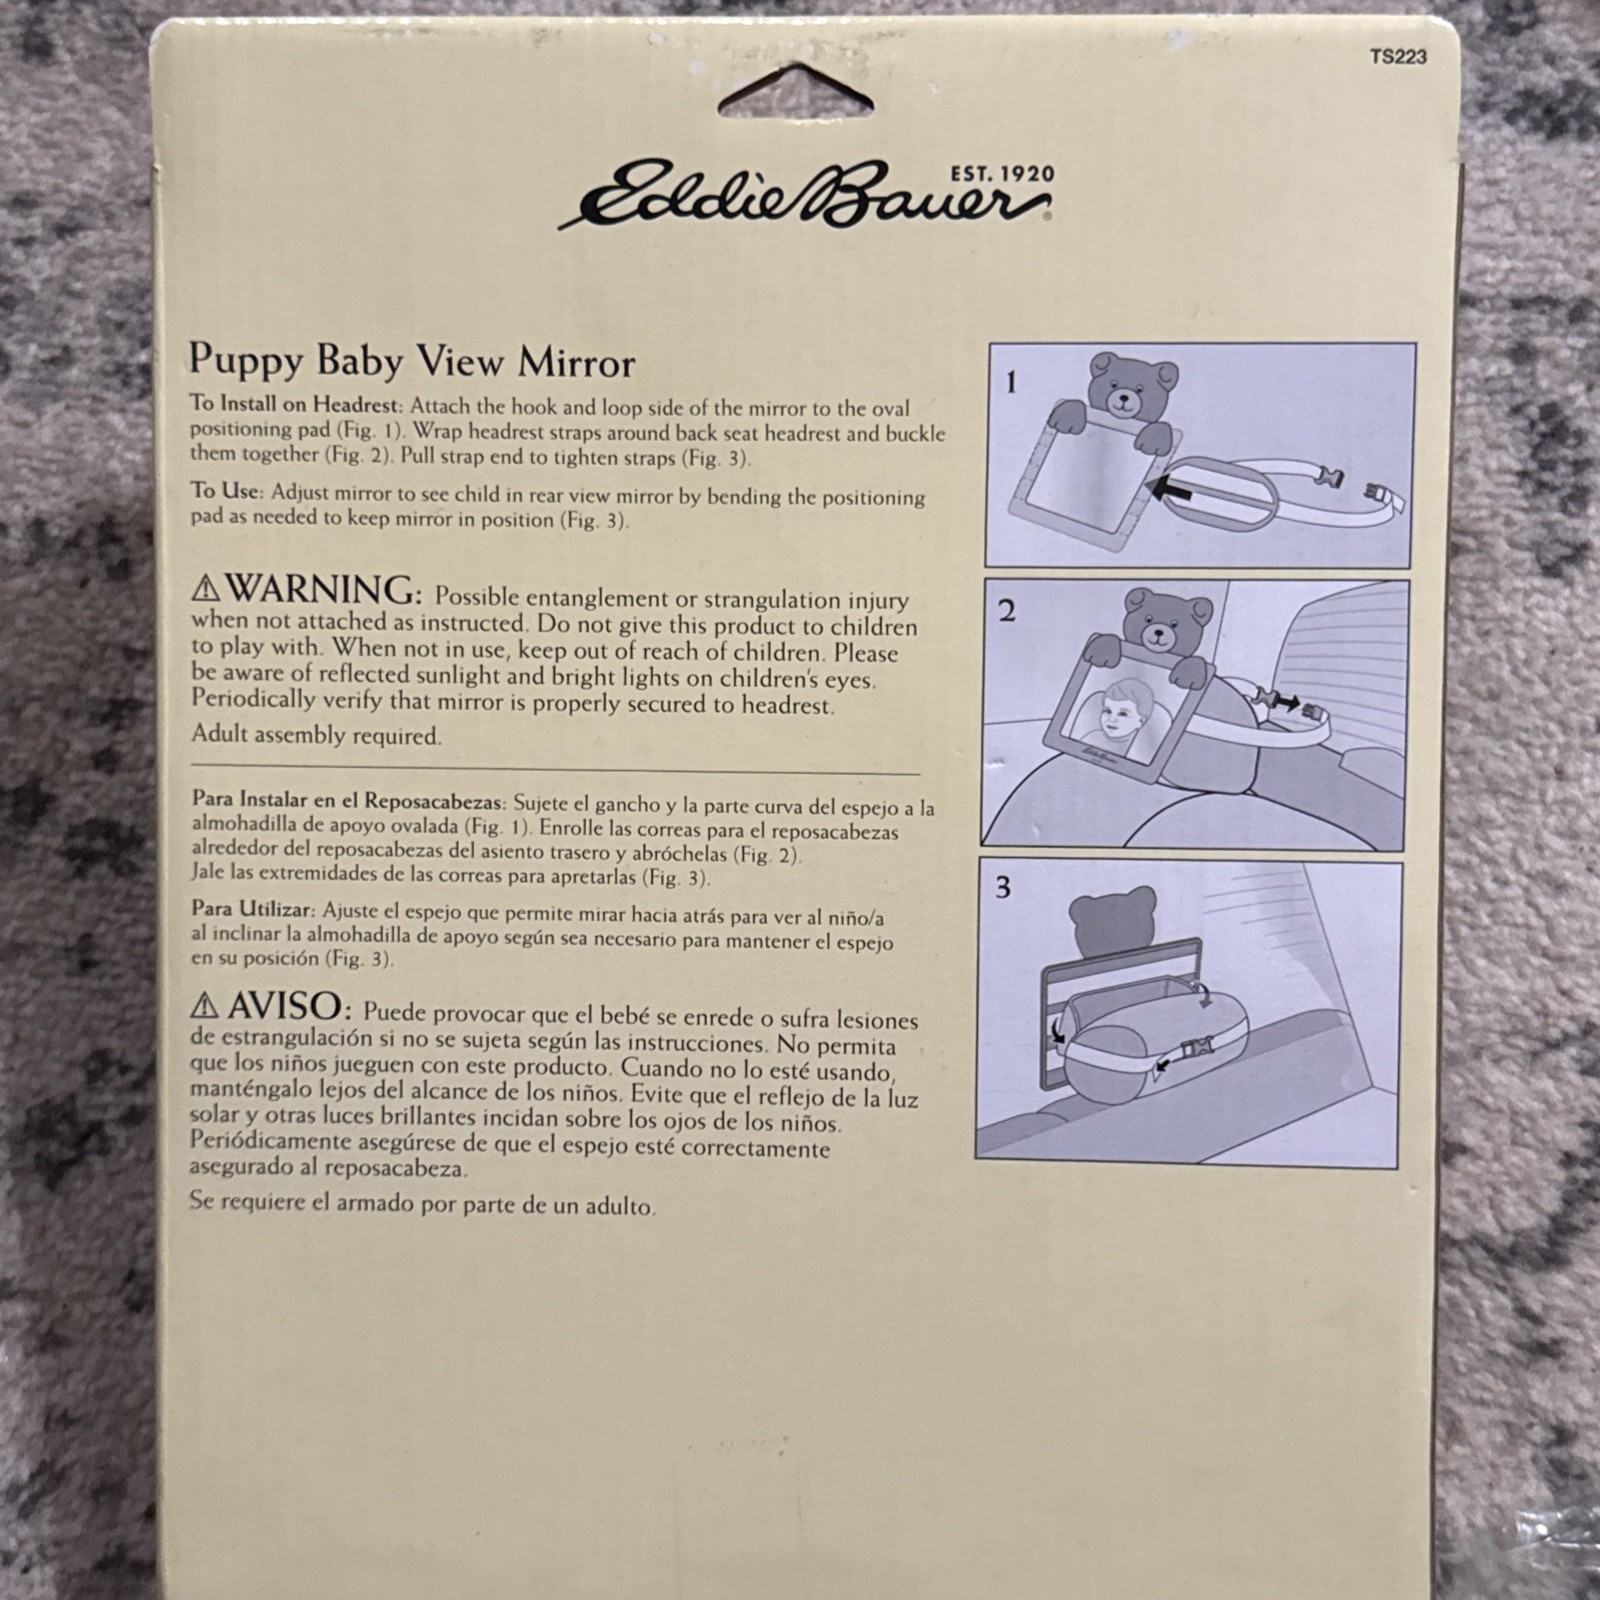 TS223
EST. 1920
Eddie Bauer®
Puppy Baby View Mirror
To Install on Headrest: Attach the hook and loop side of the mirror to the oval
positioning pad (Fig. 1). Wrap headrest straps around back seat headrest and buckle
them together (Fig. 2). Pull strap end to tighten straps (Fig. 3).
To Use: Adjust mirror to see child in rear view mirror by bending the positioning
pad as needed to keep mirror in position (Fig. 3).
⚠WARNING: Possible entanglement or strangulation injury
when not attached as instructed. Do not give this product to children
to play with. When not in use, keep out of reach of children. Please
be aware of reflected sunlight and bright lights on children's eyes.
Periodically verify that mirror is properly secured to headrest.
Adult assembly required.
Para Instalar en el Reposacabezas: Sujete el gancho y la parte curva del espejo a la
almohadilla de apoyo ovalada (Fig. 1). Enrolle las correas para el reposacabezas
alrededor del reposacabezas del asiento trasero y abróchelas (Fig. 2).
Jale las extremidades de las correas para apretarlas (Fig. 3).
Para Utilizar: Ajuste el espejo que permite mirar hacia atrás para ver al niño/a
al inclinar la almohadilla de apoyo según sea necesario para mantener el espejo
en su posición (Fig. 3).
⚠ AVISO: Puede provocar que el bebé se enrede o sufra lesiones
de estrangulación si no se sujeta según las instrucciones. No permita
que los niños jueguen con este producto. Cuando no lo esté usando,
manténgalo lejos del alcance de los niños. Evite que el reflejo de la luz
solar y otras luces brillantes incidan sobre los ojos de los niños.
Periódicamente asegúrese de que el espejo esté correctamente
asegurado al reposacabeza.
Se requiere el armado por parte de un adulto.
1
2
Eddie Bauer
3